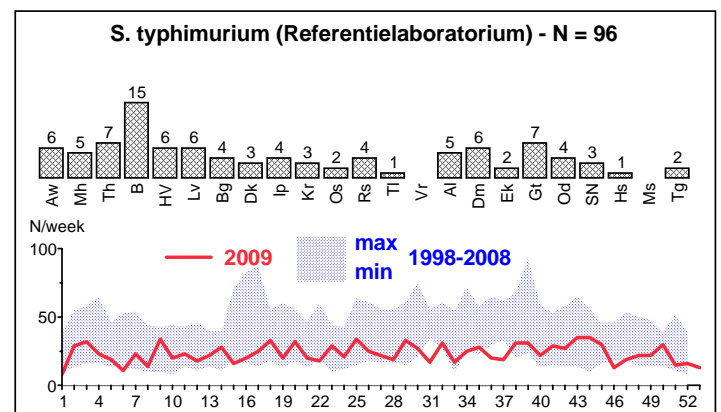 S. typhimurium (Referentielaboratorium) - N = 96
6 5 7 15 6 6 4 3 4 3 2 4 1 5 6 2 7 4 3 1 2
Aw Mh Th B HV Lv Bg Dk Ip Kr Os Rs Tl Vr Al Dm Ek Gt Od SN Hs Ms Tg
N/week
100
2009 max min 1998-2008
50
0
1 4 7 10 13 16 19 22 25 28 31 34 37 40 43 46 49 52